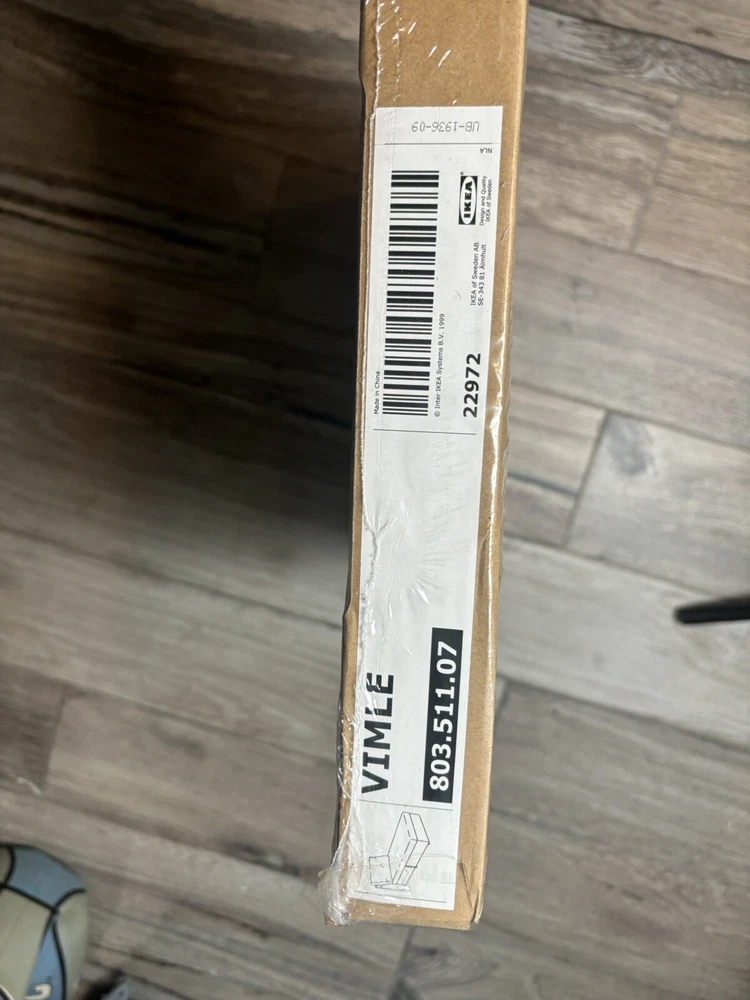 VIMLE
803.511.07
Made in China
© Inter IKEA Systems B.V. 1999
22972
IKEA of Sweden AB
SE-343 81 Älmhult
IKEA®
Design and Quality
IKEA of Sweden
NLA
UB-1936-09